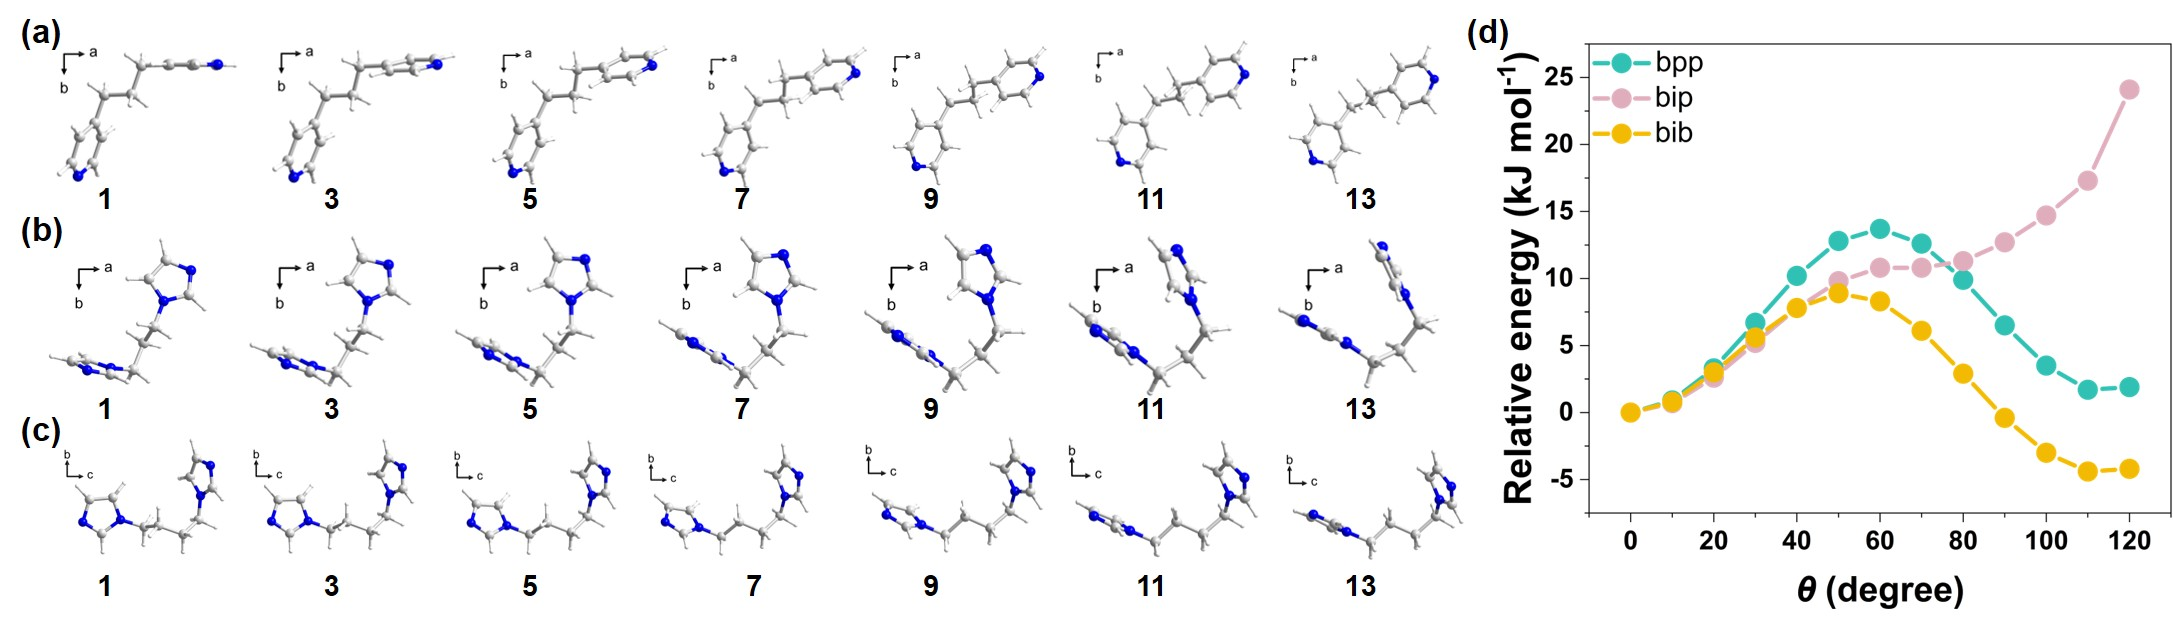 (a)
a
b
a
b
a
b
a
b
a
b
a
b
a
b
1 3 5 7 9 11 13
(b)
a
b
a
b
a
b
a
b
a
b
a
b
a
b
1 3 5 7 9 11 13
(c)
b
c
b
c
b
c
b
c
b
c
b
c
b
c
1 3 5 7 9 11 13
(d)
bpp
bip
bib
Relative energy (kJ mol⁻¹)
25
20
15
10
5
0
-5
0 20 40 60 80 100 120
θ (degree)